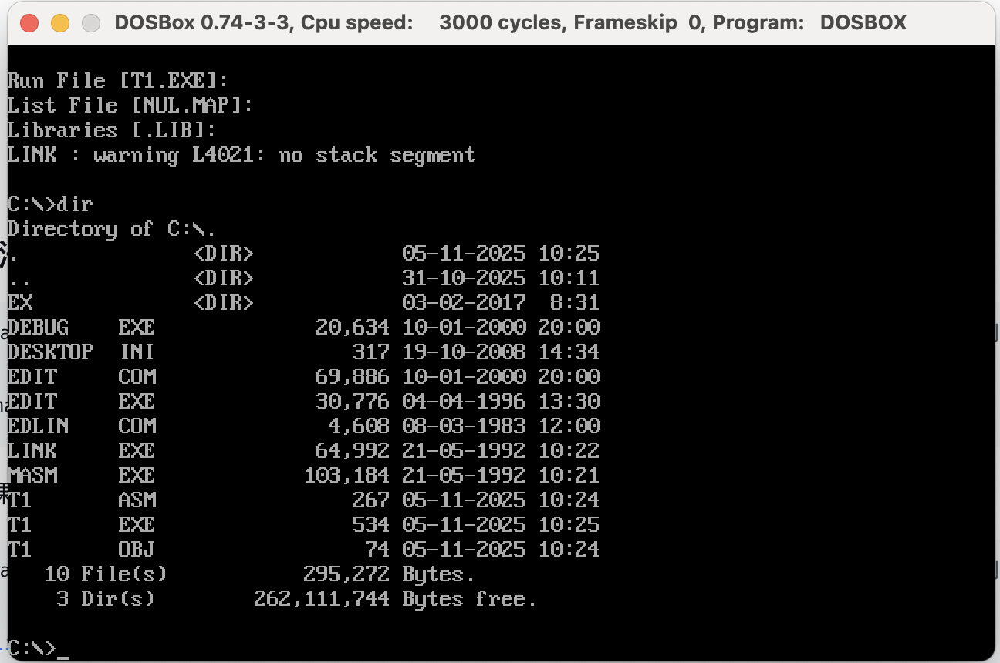 DOSBox 0.74-3-3, Cpu speed:    3000 cycles, Frameskip  0, Program:   DOSBOX
Run File [T1.EXE]:
List File [NUL.MAP]:
Libraries [.LIB]:
LINK : warning L4021: no stack segment
C:\>dir
Directory of C:\.
.              <DIR>            05-11-2025 10:25
..             <DIR>            31-10-2025 10:11
EX             <DIR>            03-02-2017  8:31
DEBUG    EXE             20,634 10-01-2000 20:00
DESKTOP  INI                317 19-10-2008 14:34
EDIT     COM             69,886 10-01-2000 20:00
EDIT     EXE             30,776 04-04-1996 13:30
EDLIN    COM              4,608 08-03-1983 12:00
LINK     EXE             64,992 21-05-1992 10:22
MASM     EXE            103,184 21-05-1992 10:21
T1       ASM                267 05-11-2025 10:24
T1       EXE                534 05-11-2025 10:25
T1       OBJ                 74 05-11-2025 10:24
   10 File(s)           295,272 Bytes.
    3 Dir(s)        262,111,744 Bytes free.
C:\>_